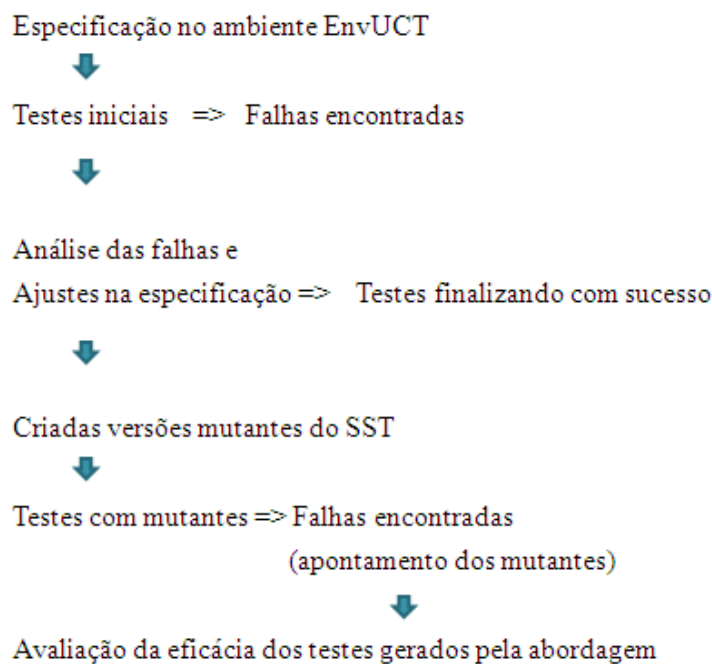 Especificação no ambiente EnvUCT
Testes iniciais => Falhas encontradas
Análise das falhas e
Ajustes na especificação => Testes finalizando com sucesso
Criadas versões mutantes do SST
Testes com mutantes => Falhas encontradas
(apontamento dos mutantes)
Avaliação da eficácia dos testes gerados pela abordagem